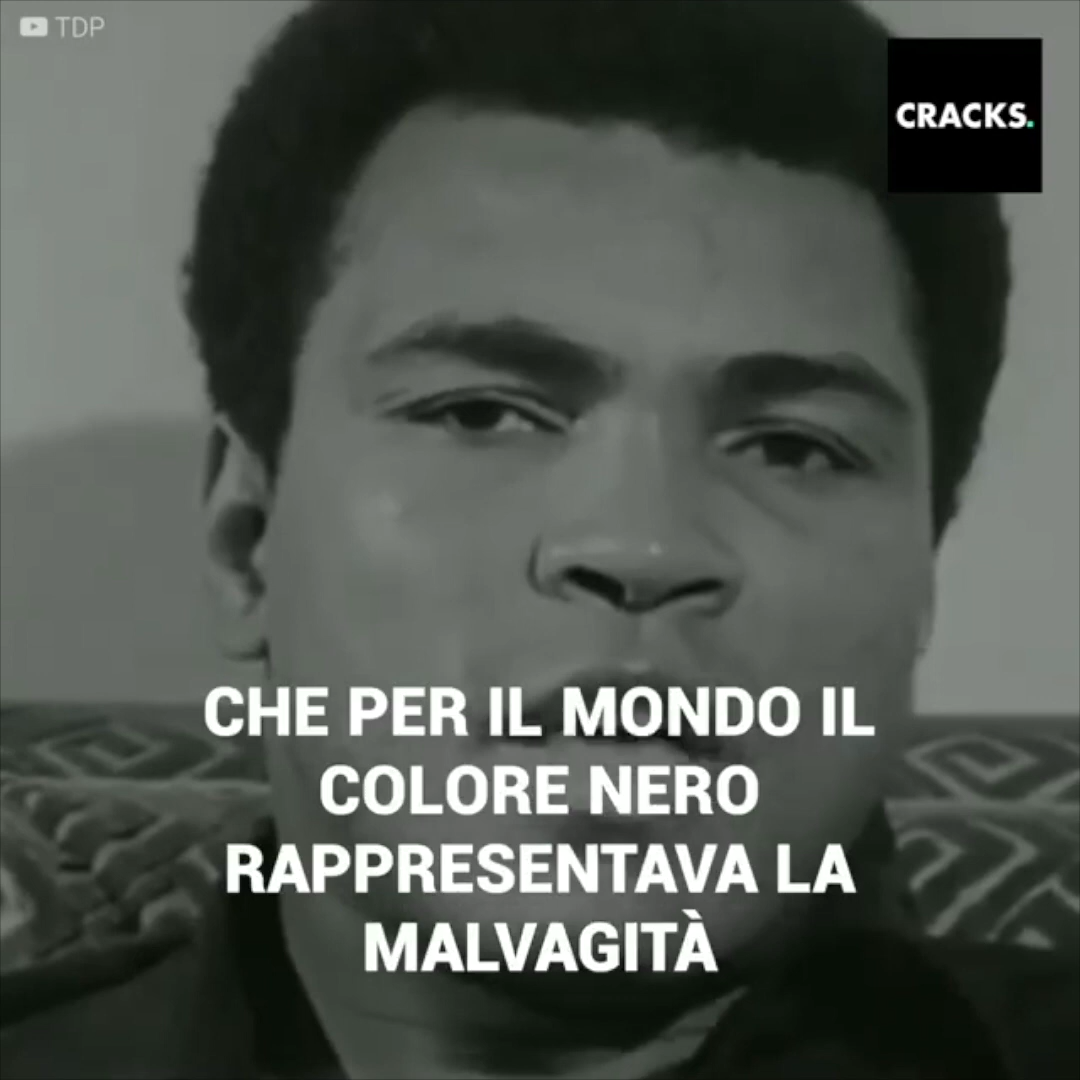 TDP
CRACKS.
CHE PER IL MONDO IL
COLORE NERO
RAPPRESENTAVA LA
MALVAGITÀ